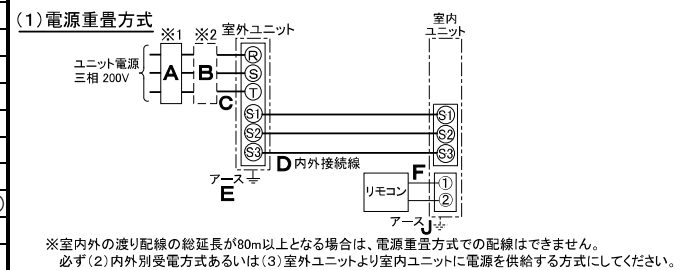 (1)電源重畳方式
※1 ※2 室外ユニット
室内
ユニット
ユニット電源
三相 200V
A
B
C
R
S
T
S1
S2
S3
S1
S2
S3
D 内外接続線
アース
E
リモコン
F
①
②
アース J
※室内外の渡り配線の総延長が80m以上となる場合は、電源重畳方式での配線はできません。
必ず(2)内外別受電方式あるいは(3)室外ユニットより室内ユニットに電源を供給する方式にしてください。